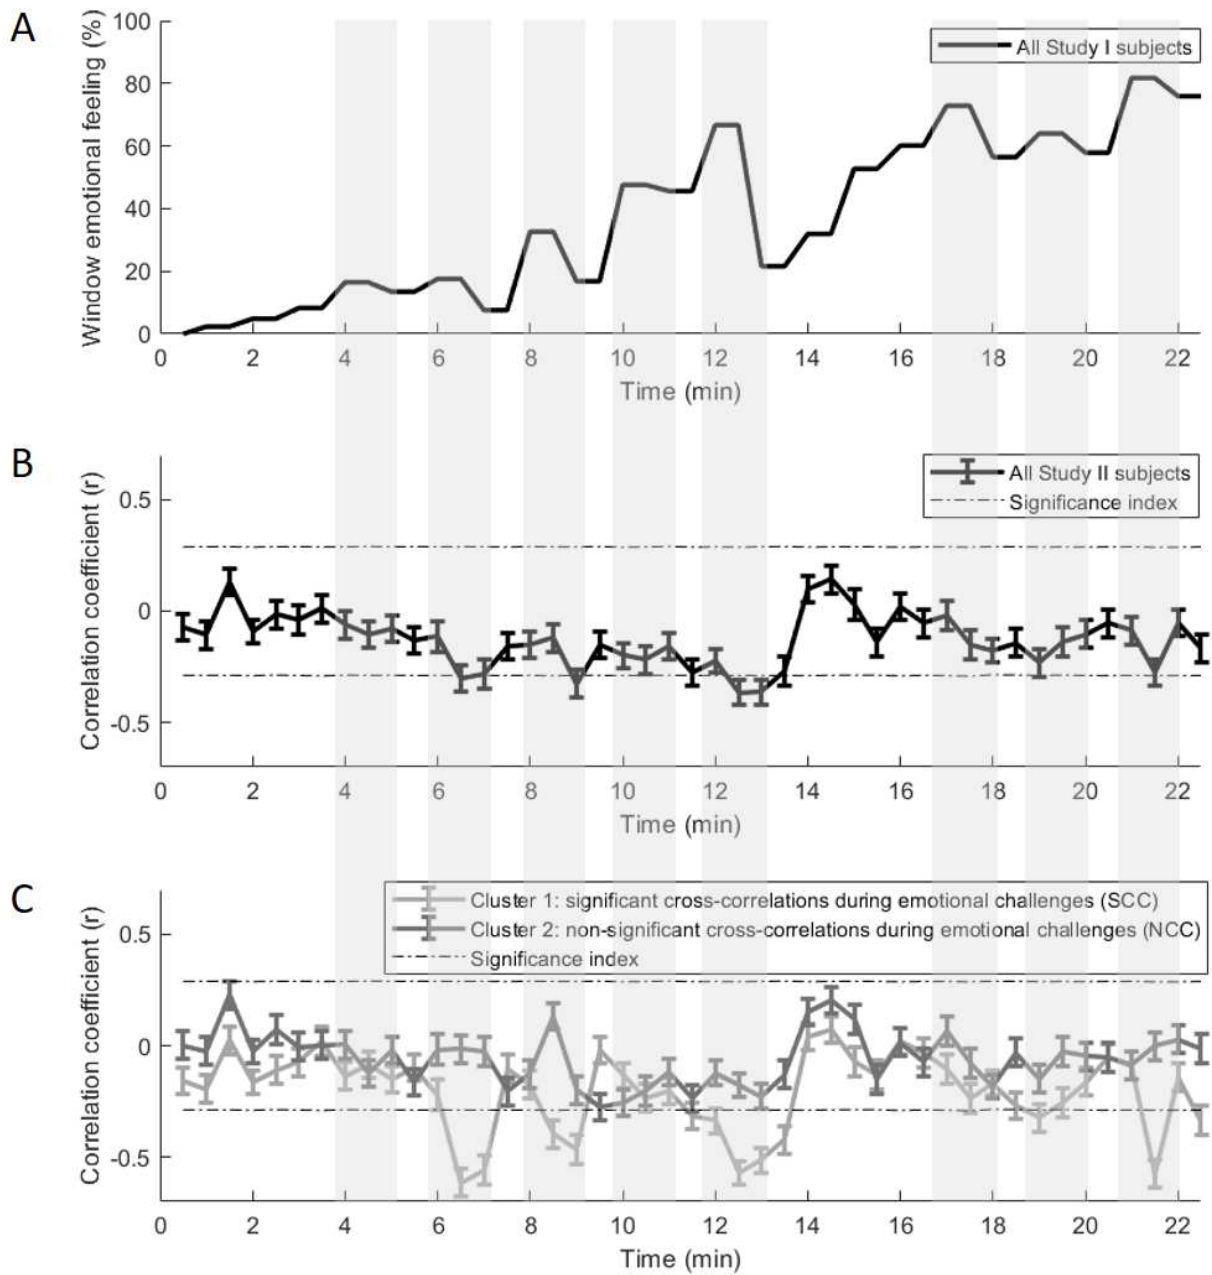 A
Window emotional feeling (%)
100
80
60
40
20
0
All Study I subjects
0 2 4 6 8 10 12 14 16 18 20 22
Time (min)
B
Correlation coefficient (r)
0.5
0
-0.5
All Study II subjects
Significance index
0 2 4 6 8 10 12 14 16 18 20 22
Time (min)
C
Correlation coefficient (r)
0.5
0
-0.5
Cluster 1: significant cross-correlations during emotional challenges (SCC)
Cluster 2: non-significant cross-correlations during emotional challenges (NCC)
Significance index
0 2 4 6 8 10 12 14 16 18 20 22
Time (min)